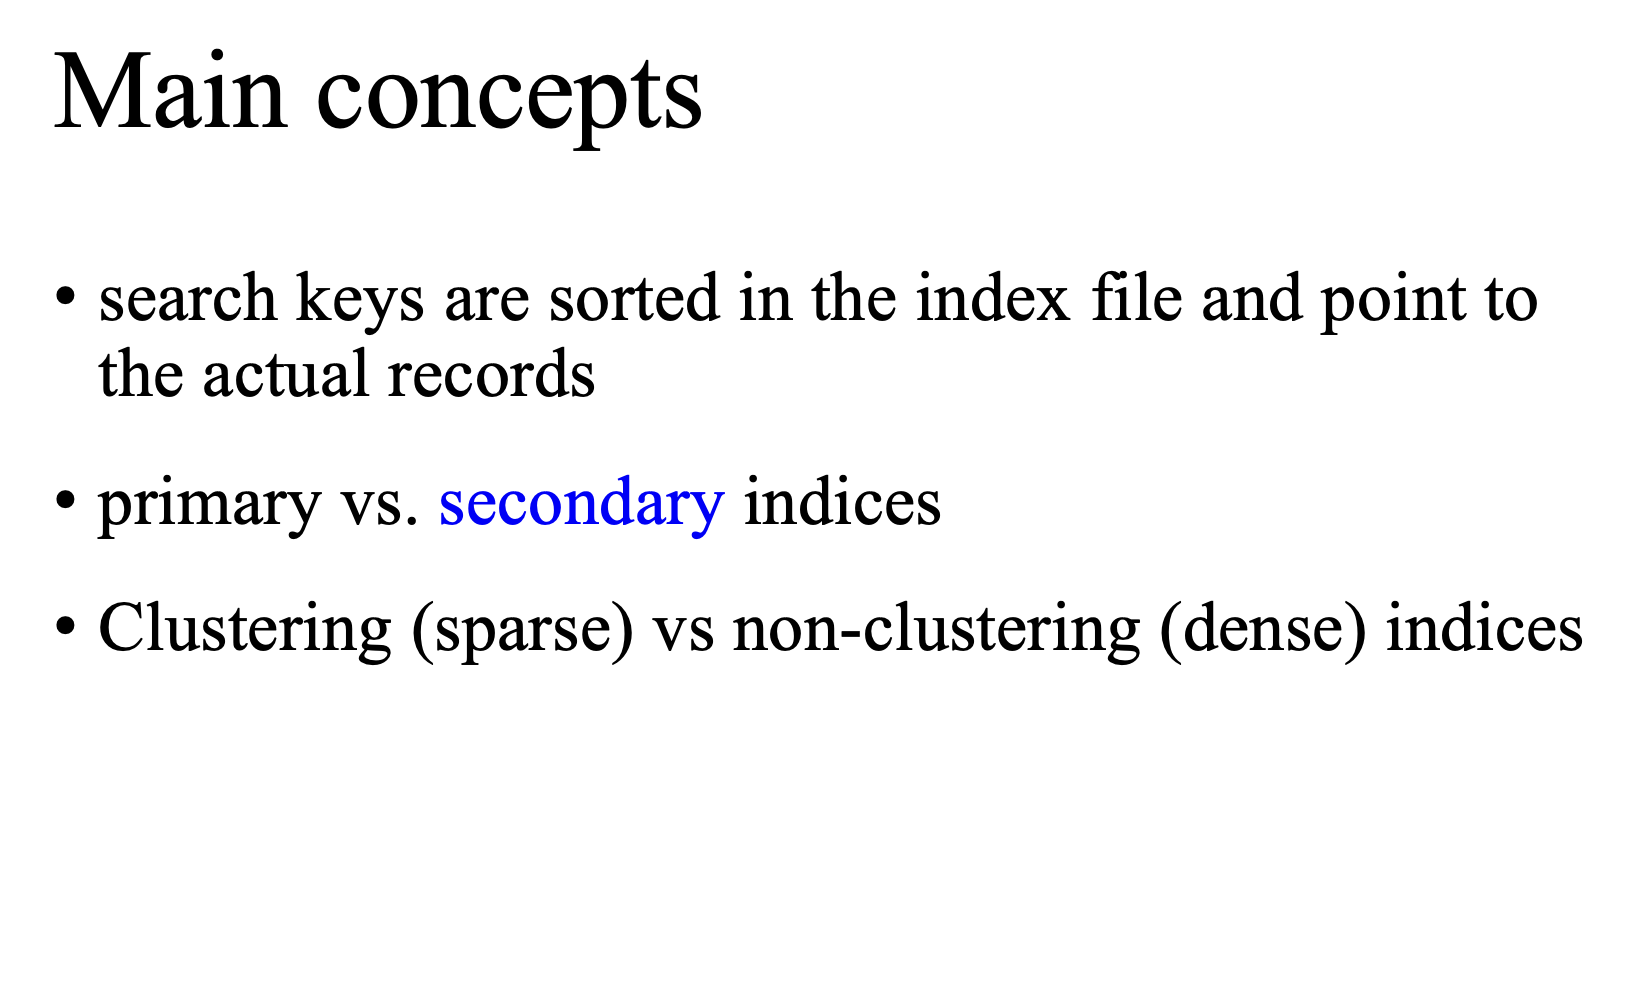 Main concepts
• search keys are sorted in the index file and point to
the actual records
• primary vs. secondary indices
• Clustering (sparse) vs non-clustering (dense) indices